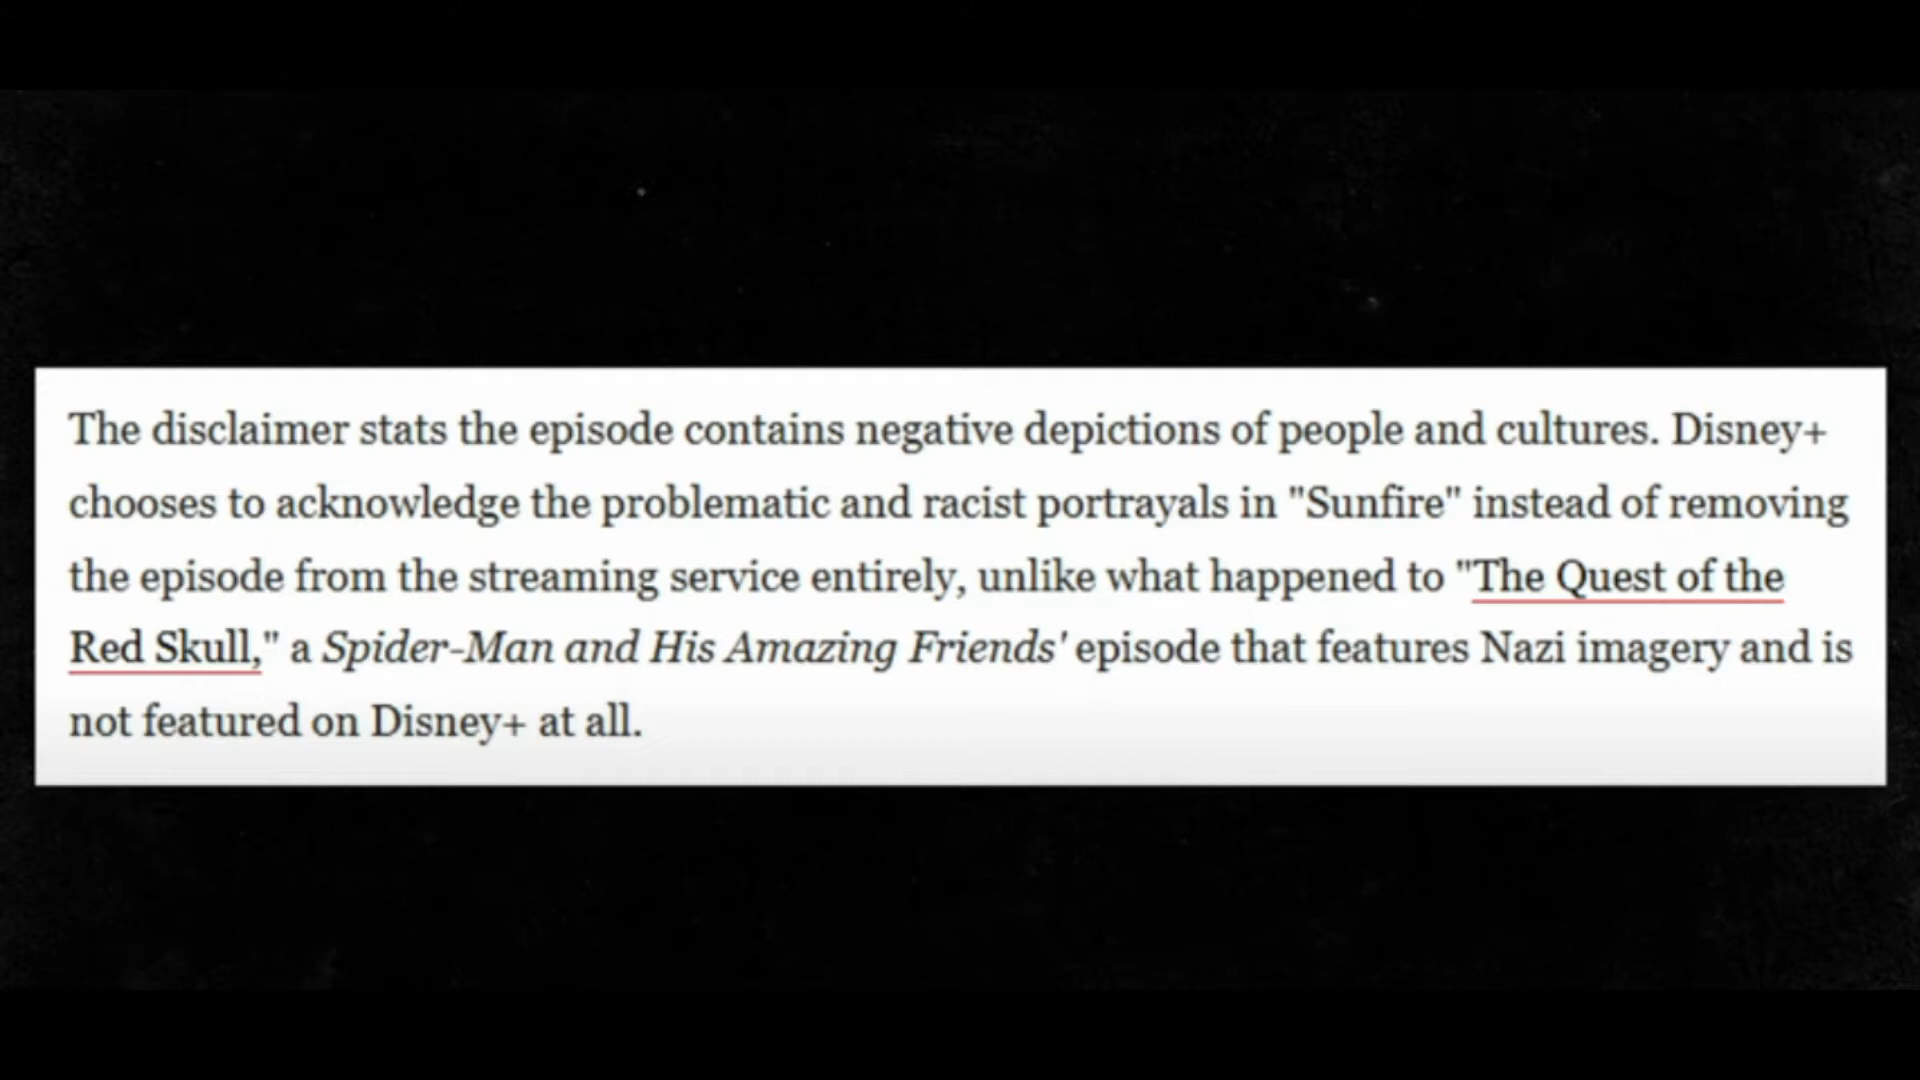 The disclaimer stats the episode contains negative depictions of people and cultures. Disney+
chooses to acknowledge the problematic and racist portrayals in "Sunfire" instead of removing
the episode from the streaming service entirely, unlike what happened to "The Quest of the
Red Skull," a Spider-Man and His Amazing Friends' episode that features Nazi imagery and is
not featured on Disney+ at all.